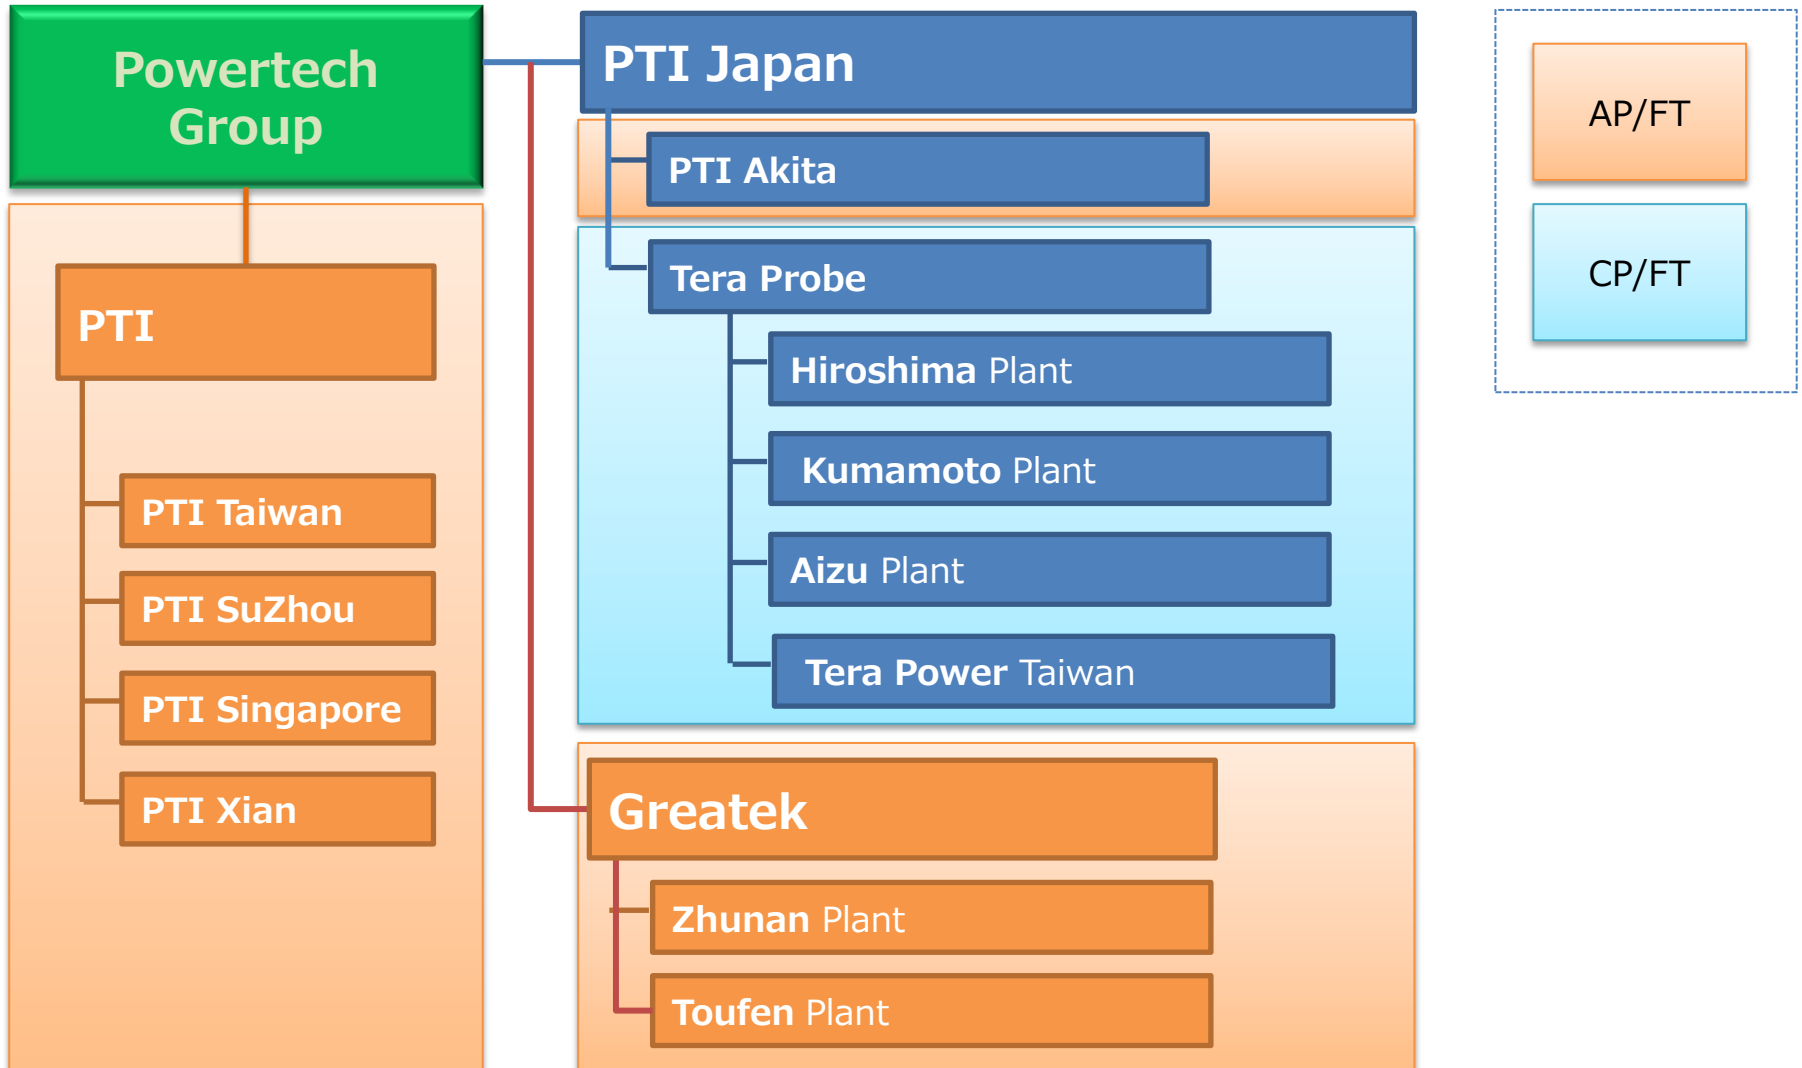 Powertech
Group
PTI
PTI Taiwan
PTI SuZhou
PTI Singapore
PTI Xian
PTI Japan
PTI Akita
Tera Probe
Hiroshima Plant
Kumamoto Plant
Aizu Plant
Tera Power Taiwan
Greatek
Zhunan Plant
Toufen Plant
AP/FT
CP/FT